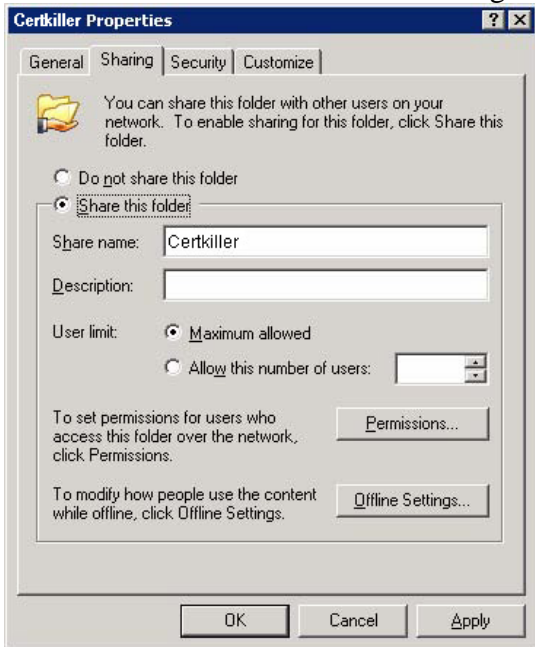 Certkiller Properties
General Sharing Security Customize
You can share this folder with other users on your
network. To enable sharing for this folder, click Share this
folder.
Do not share this folder
Share this folder
Share name: Certkiller
Description:
User limit: Maximum allowed
Allow this number of users:
To set permissions for users who
access this folder over the network,
click Permissions.
Permissions...
To modify how people use the content
while offline, click Offline Settings.
Offline Settings...
OK Cancel Apply